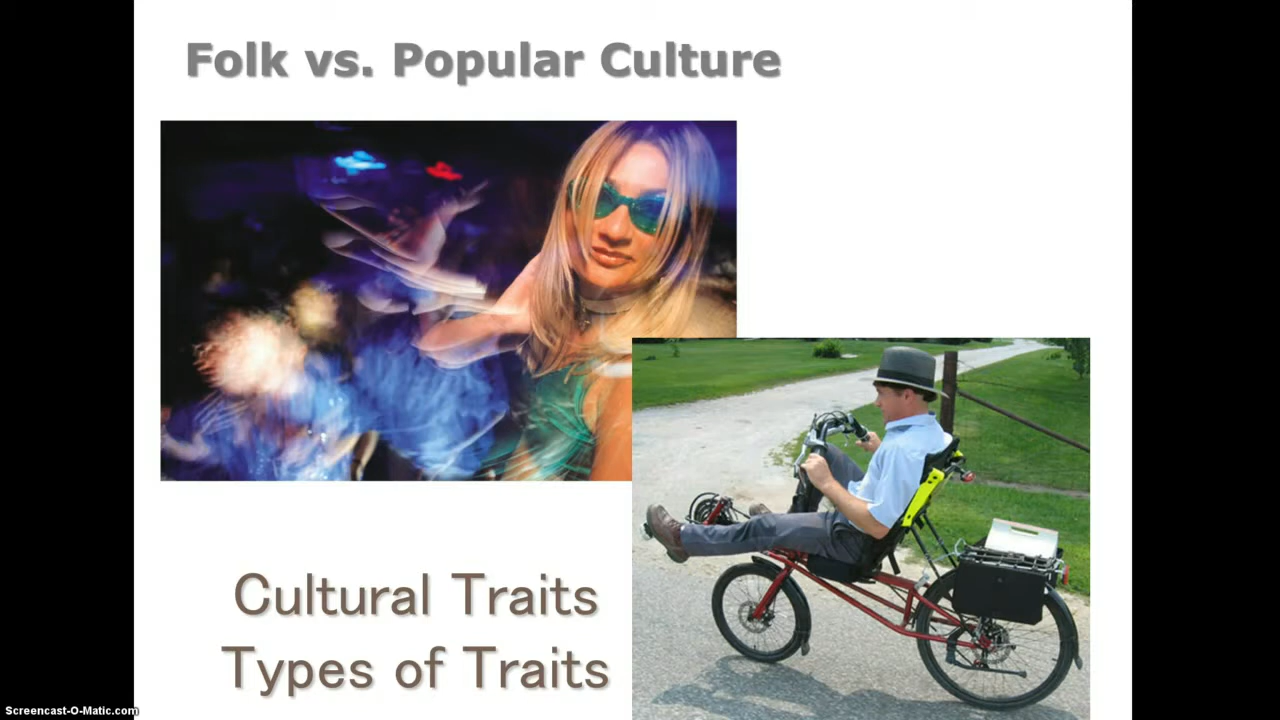 Folk vs. Popular Culture
Cultural Traits
Types of Traits
Screencast-O-Matic.com